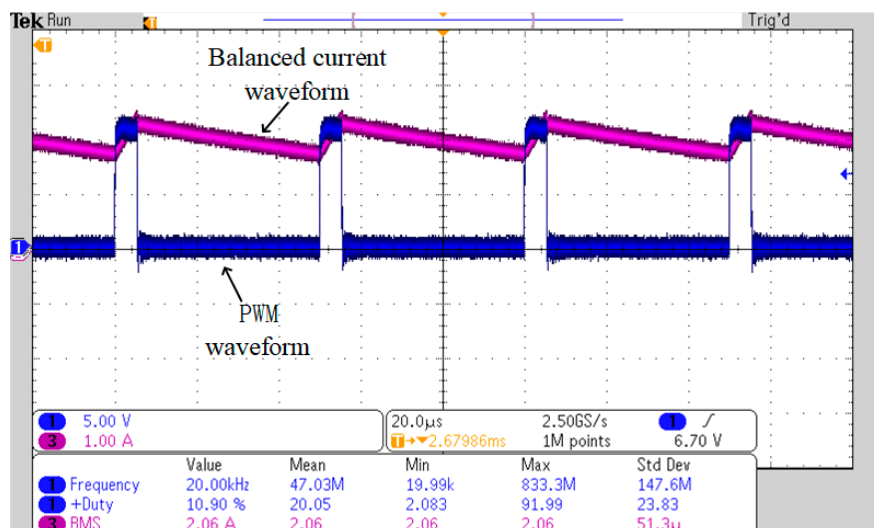 Tek Run Trig'd
T
T
Balanced current
waveform
1
PWM
waveform
1 5.00 V
3 1.00 A
20.0µs 2.50GS/s 1 ∫
T→▼2.67986ms 1M points 6.70 V
Value Mean Min Max Std Dev
1 Frequency 20.00kHz 47.03M 19.99k 833.3M 147.6M
1 +Duty 10.90 % 20.05 2.083 91.99 23.83
3 RMS 2.06 A 2.06 2.06 2.06 51.3µ